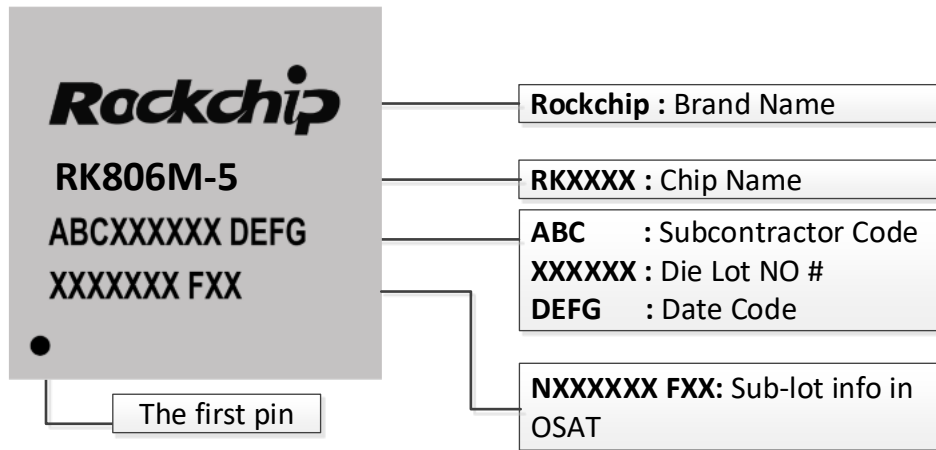 Rockchip
RK806M-5
ABCXXXXXX DEFG
XXXXXXX FXX
The first pin
Rockchip : Brand Name
RKXXXX : Chip Name
ABC : Subcontractor Code
XXXXXX : Die Lot NO #
DEFG : Date Code
NXXXXXX FXX: Sub-lot info in
OSAT